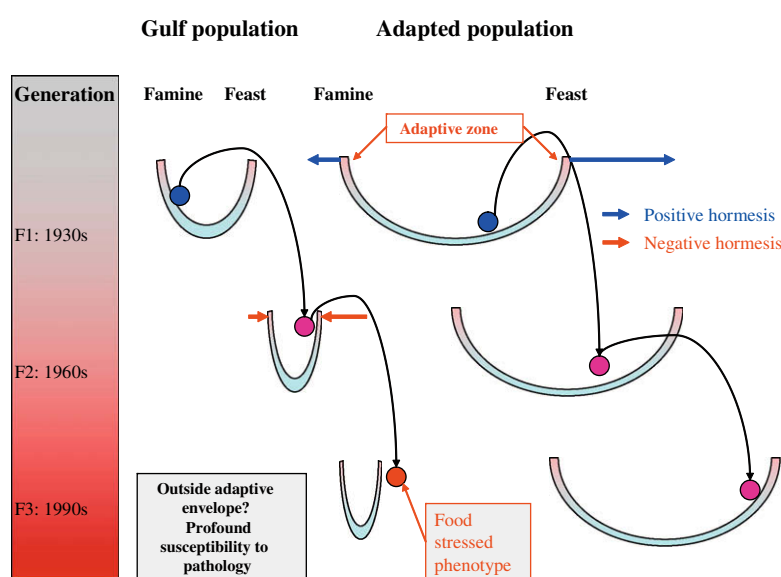 Gulf population
Adapted population
Generation
Famine
Feast
Famine
Feast
Adaptive zone
Positive hormesis
Negative hormesis
F1: 1930s
F2: 1960s
F3: 1990s
Outside adaptive
envelope?
Profound
susceptibility to
pathology
Food
stressed
phenotype